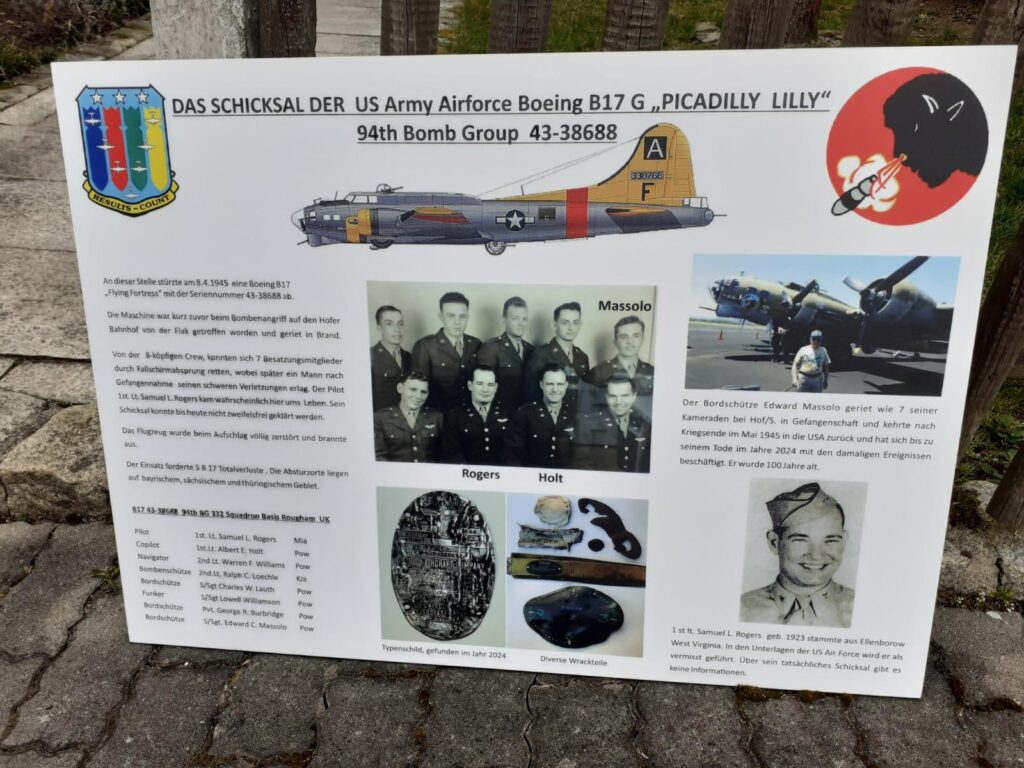 DAS SCHICKSAL DER US Army Airforce Boeing B17 G „PICADILLY LILLY“
94th Bomb Group 43-38688
RESULTS - COUNT
A
338766
F
An dieser Stelle stürzte am 8.4.1945 eine Boeing B17
„Flying Fortress“ mit der Seriennummer 43-38688 ab.
Die Maschine war kurz zuvor beim Bombenangriff auf den Hofer
Bahnhof von der Flak getroffen worden und geriet in Brand.
Von der 8-köpfigen Crew, konnten sich 7 Besatzungsmitglieder
durch Fallschirmabsprung retten, wobei später ein Mann nach
Gefangennahme seinen schweren Verletzungen erlag. Der Pilot
1st. Lt. Samuel L. Rogers kam wahrscheinlich hier ums Leben. Sein
Schicksal konnte bis heute nicht zweifelsfrei geklärt werden.
Das Flugzeug wurde beim Aufschlag völlig zerstört und brannte
aus.
Der Einsatz forderte 5 B 17 Totalverluste . Die Absturzorte liegen
auf bayrischem, sächsischem und thüringischem Gebiet.
B17 43-38688 94th BG 332 Squadron Basis Rougham UK
Pilot 1st. Lt. Samuel L. Rogers Mia
Copilot 1st.Lt. Albert E. Holt Pow
Navigator 2nd Lt. Warren F. Williams Pow
Bombenschütze 2nd.Lt. Ralph C. Loechle Kia
Bordschütze S/Sgt Charles W. Lauth Pow
Funker S/Sgt Lowell Williamson Pow
Bordschütze Pvt. George R. Burbridge Pow
Bordschütze S/Sgt. Edward C. Massolo Pow
Massolo
Rogers Holt
Typenschild, gefunden im Jahr 2024
Diverse Wrackteile
Der Bordschütze Edward Massolo geriet wie 7 seiner
Kameraden bei Hof/S. in Gefangenschaft und kehrte nach
Kriegsende im Mai 1945 in die USA zurück und hat sich bis zu
seinem Tode im Jahre 2024 mit den damaligen Ereignissen
beschäftigt. Er wurde 100 Jahre alt.
1 st lt. Samuel L. Rogers geb. 1923 stammte aus Ellenborow
West Virginia. In den Unterlagen der US Air Force wird er als
vermisst geführt. Über sein tatsächliches Schicksal gibt es
keine Informationen.